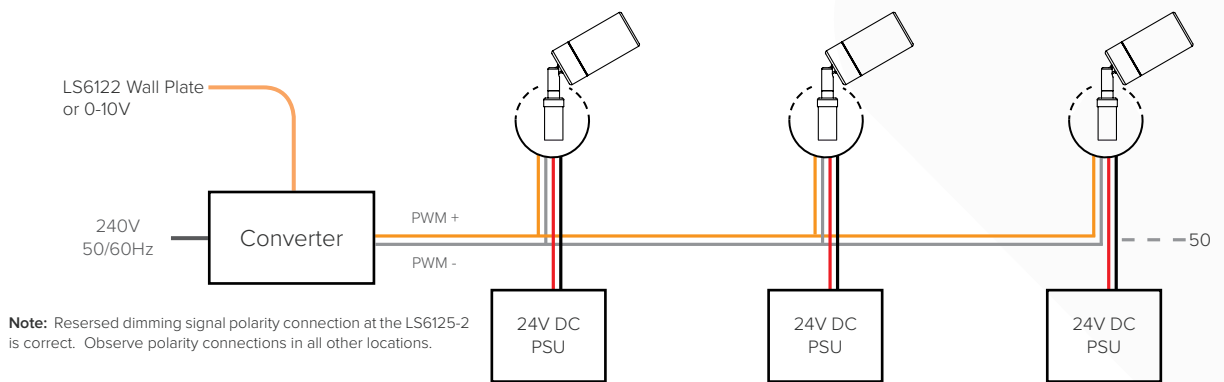 LS6122 Wall Plate
or 0-10V
240V
50/60Hz
Converter
PWM +
PWM -
50
Note: Resersed dimming signal polarity connection at the LS6125-2
is correct. Observe polarity connections in all other locations.
24V DC
PSU
24V DC
PSU
24V DC
PSU